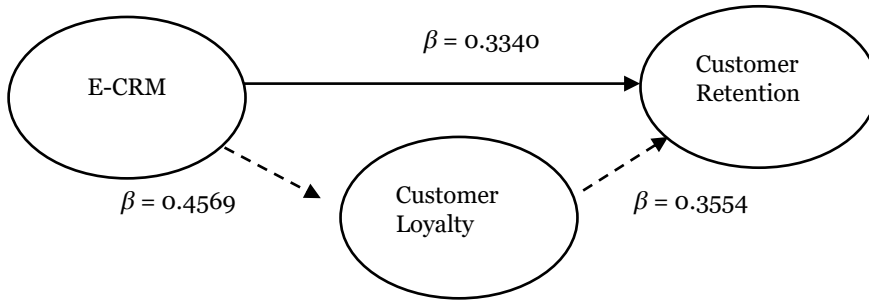 β = 0.3340
E-CRM
Customer
Retention
β = 0.4569
Customer
Loyalty
β = 0.3554